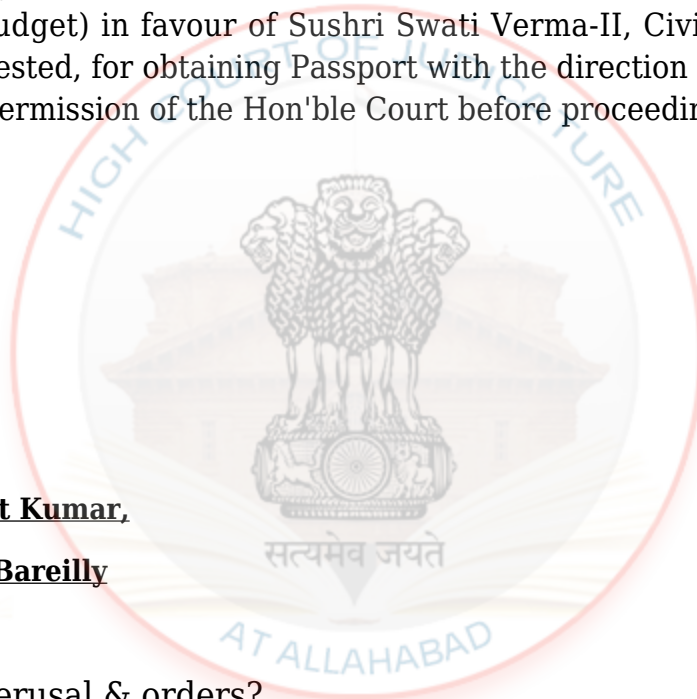 udget) in favour of Sushri Swati Verma-II, Civi
ested, for obtaining Passport with the direction
ermission of the Hon'ble Court before proceedin
HIGH COURT OF JUDICATURE
t Kumar,
सत्यमेव जयते
Bareilly
AT ALLAHABAD
erusal & orders?